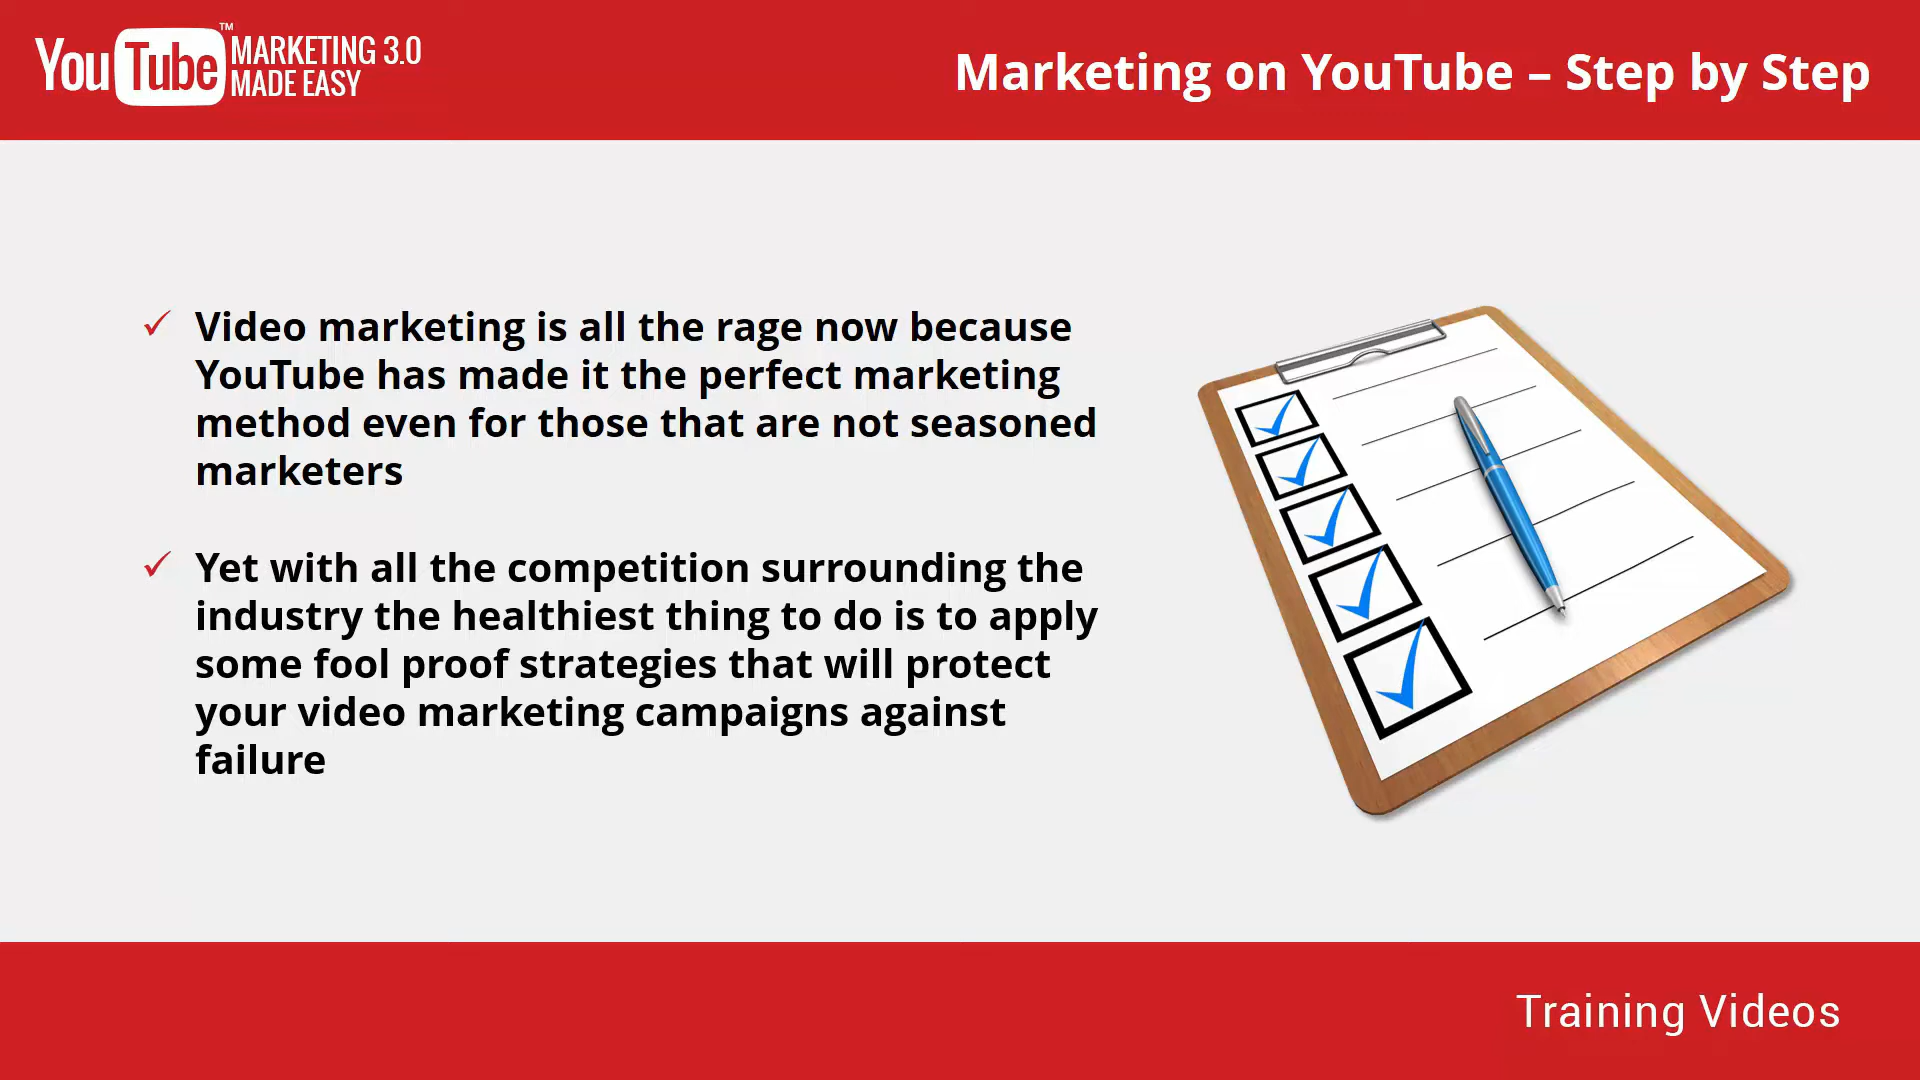 YouTube™ MARKETING 3.0
MADE EASY
Marketing on YouTube – Step by Step
Video marketing is all the rage now because
YouTube has made it the perfect marketing
method even for those that are not seasoned
marketers
Yet with all the competition surrounding the
industry the healthiest thing to do is to apply
some fool proof strategies that will protect
your video marketing campaigns against
failure
Training Videos